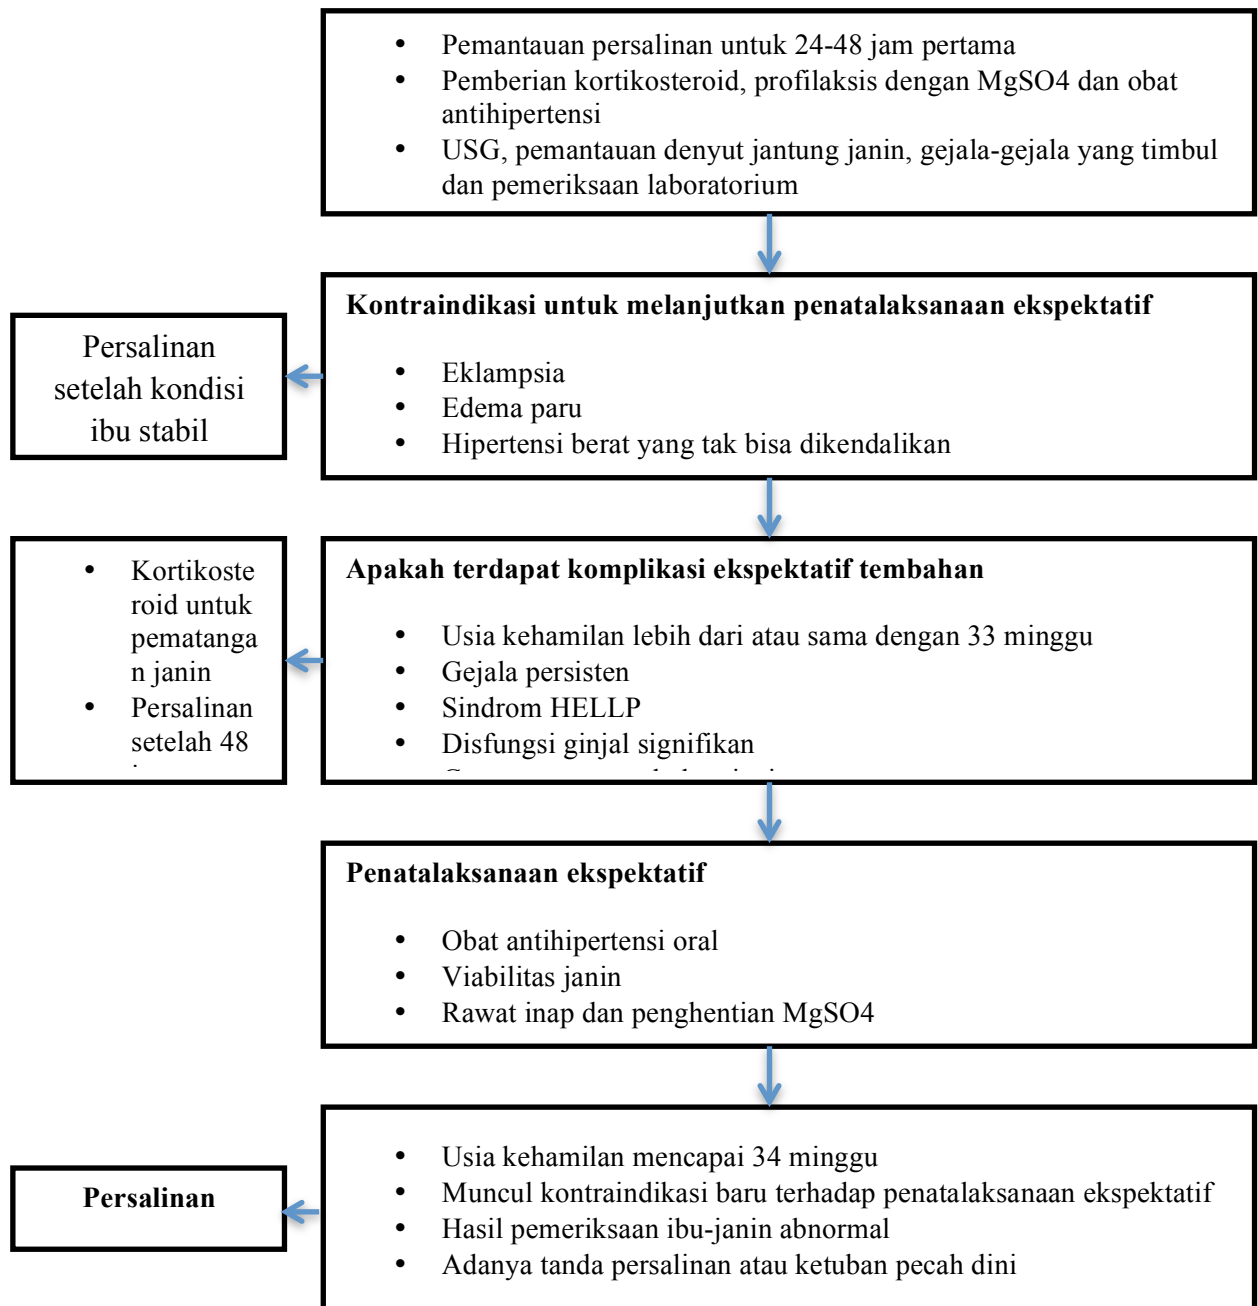 • Pemantauan persalinan untuk 24-48 jam pertama
• Pemberian kortikosteroid, profilaksis dengan MgSO4 dan obat
antihipertensi
• USG, pemantauan denyut jantung janin, gejala-gejala yang timbul
dan pemeriksaan laboratorium
Kontraindikasi untuk melanjutkan penatalaksanaan ekspektatif
• Eklampsia
• Edema paru
• Hipertensi berat yang tak bisa dikendalikan
Persalinan
setelah kondisi
ibu stabil
Apakah terdapat komplikasi ekspektatif tembahan
• Usia kehamilan lebih dari atau sama dengan 33 minggu
• Gejala persisten
• Sindrom HELLP
• Disfungsi ginjal signifikan
• Kortikoste
roid untuk
pematanga
n janin
• Persalinan
setelah 48
Penatalaksanaan ekspektatif
• Obat antihipertensi oral
• Viabilitas janin
• Rawat inap dan penghentian MgSO4
• Usia kehamilan mencapai 34 minggu
• Muncul kontraindikasi baru terhadap penatalaksanaan ekspektatif
• Hasil pemeriksaan ibu-janin abnormal
• Adanya tanda persalinan atau ketuban pecah dini
Persalinan